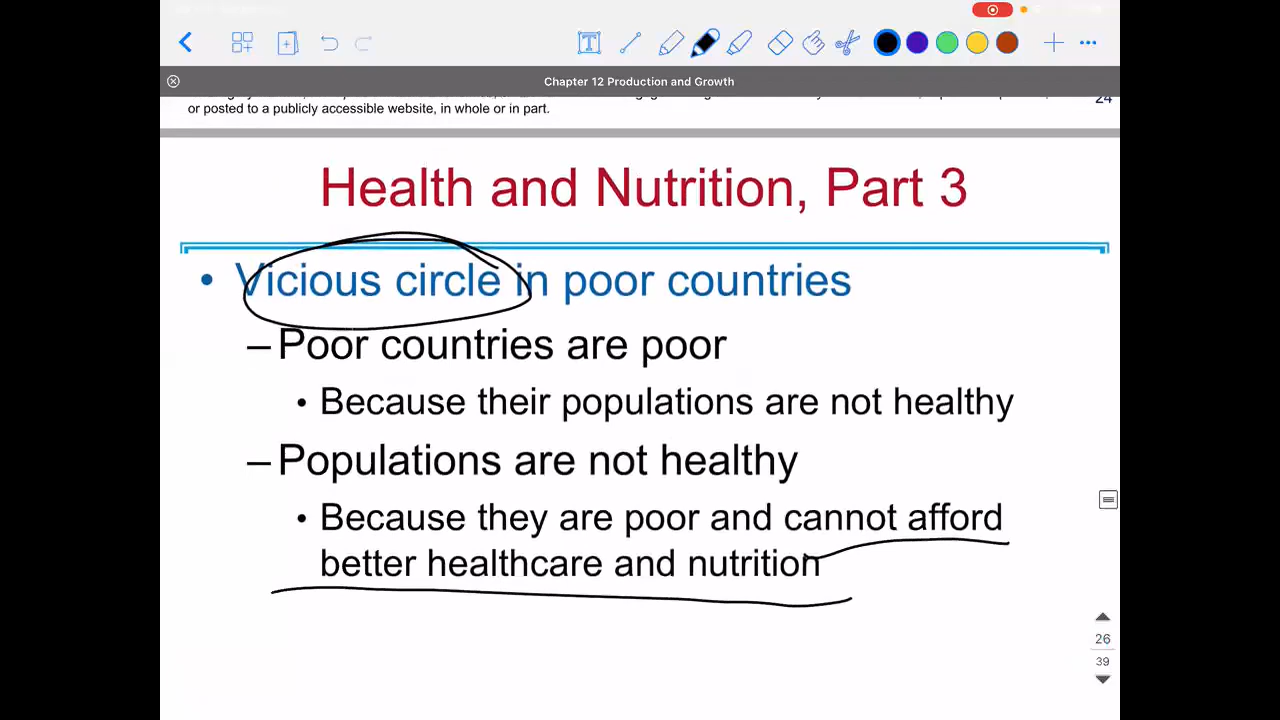 T
Chapter 12 Production and Growth
or posted to a publicly accessible website, in whole or in part.
24
Health and Nutrition, Part 3
• Vicious circle in poor countries
– Poor countries are poor
• Because their populations are not healthy
– Populations are not healthy
• Because they are poor and cannot afford
better healthcare and nutrition
26
39